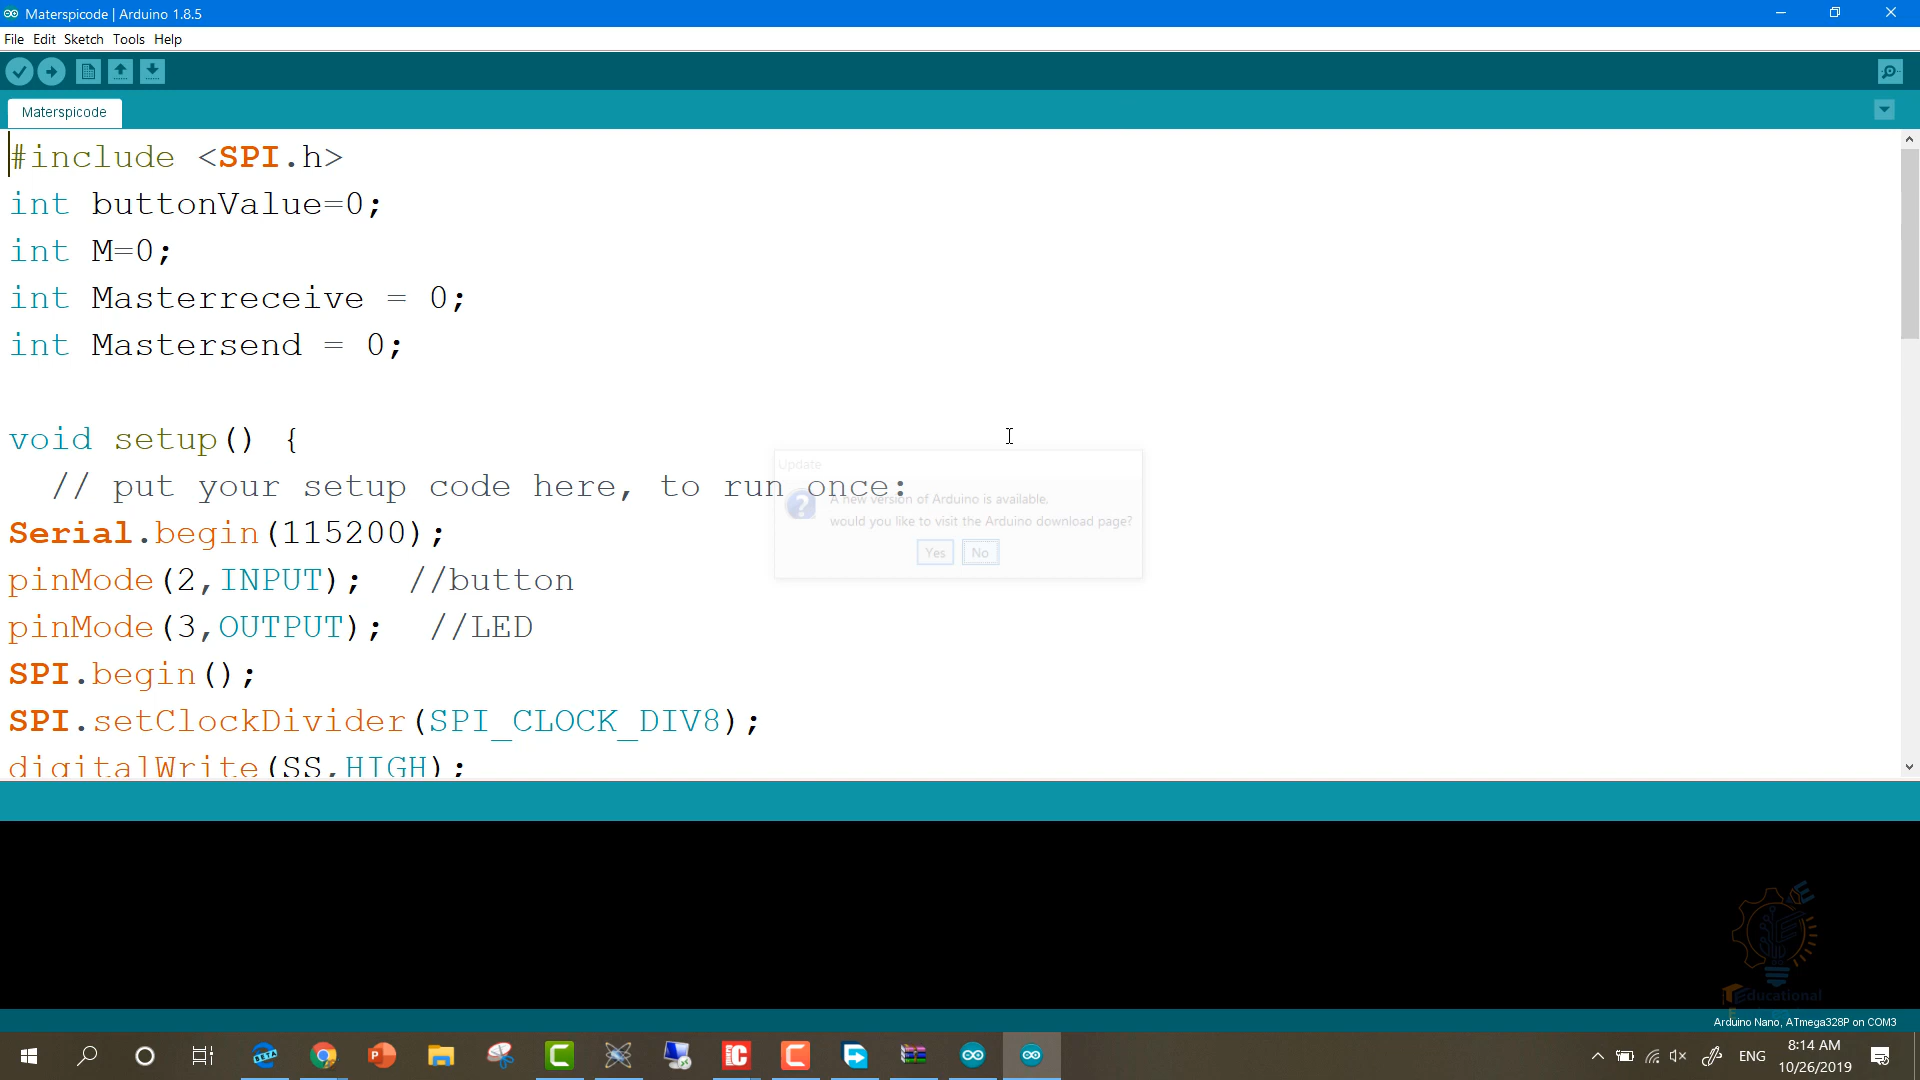 Materspicode | Arduino 1.8.5
File Edit Sketch Tools Help
Materspicode
#include <SPI.h>
int buttonValue=0;
int M=0;
int Masterreceive = 0;
int Mastersend = 0;
void setup() {
// put your setup code here, to run once:
Serial.begin(115200);
pinMode(2,INPUT); //button
pinMode(3,OUTPUT); //LED
SPI.begin();
SPI.setClockDivider(SPI_CLOCK_DIV8);
digitalWrite(SS,HIGH);
Update
A new version of Arduino is available.
would you like to visit the Arduino download page?
Yes No
Educational
Arduino Nano, ATmega328P on COM3
BETA
ENG
8:14 AM
10/26/2019